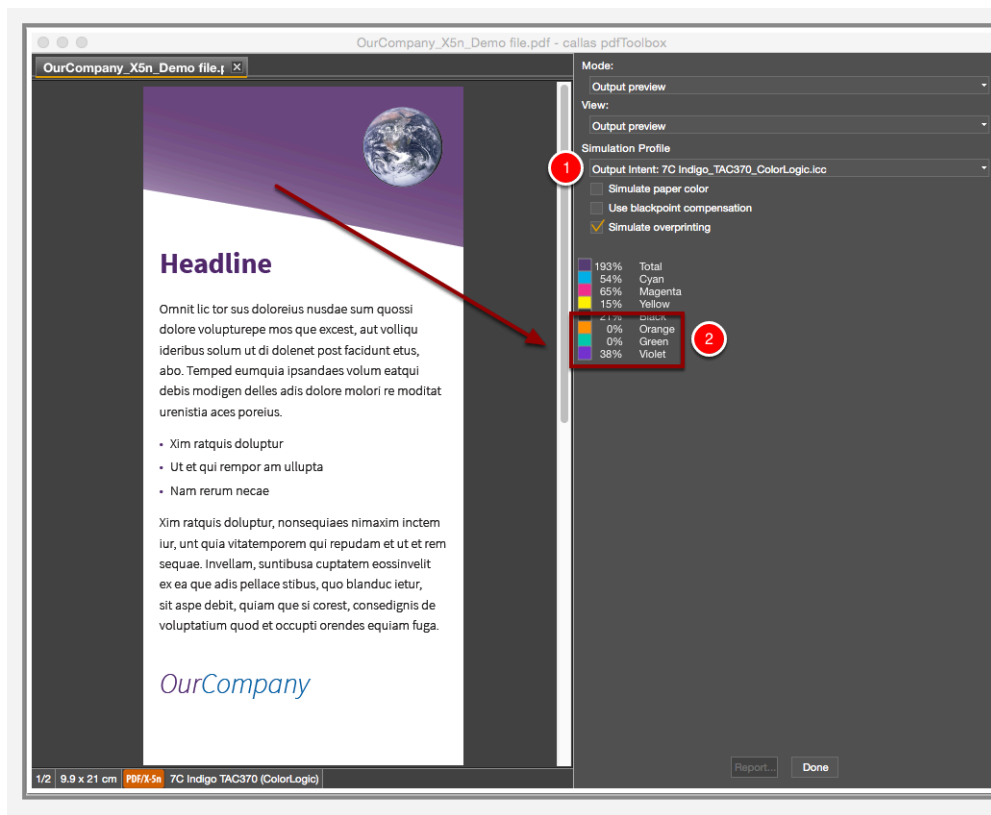 OurCompany_X5n_Demo file.pdf - callas pdfToolbox
OurCompany_X5n_Demo file.p
Headline
Omnit lic tor sus doloreius nusdae sum quossi
dolore volupturepe mos que excest, aut volliqu
ideribus solum ut di dolenet post facidunt etus,
abo. Temped eumquia ipsandaes volum eatqui
debis modigen delles adis dolore molori re moditat
urenistia aces poreius.
• Xim ratquis doluptur
• Ut et qui rempor am ullupta
• Nam rerum necae
Xim ratquis doluptur, nonsequiaes nimaxim inctem
iur, unt quia vitatemporem qui repudam et ut et rem
sequae. Invellam, suntibusa cuptatem eossinvelit
ex ea que adis pellace stibus, quo blanduc ietur,
sit aspe debit, quiam que si corest, consedignis de
voluptatium quod et occupti orendes equiam fuga.
OurCompany
1/2 9.9 x 21 cm PDF/X-5n 7C Indigo TAC370 (ColorLogic)
Mode:
Output preview
View:
Output preview
Simulation Profile
1
Output Intent: 7C Indigo_TAC370_ColorLogic.icc
Simulate paper color
Use blackpoint compensation
Simulate overprinting
193% Total
54% Cyan
65% Magenta
15% Yellow
21% Black
0% Orange
0% Green
38% Violet
2
Report... Done